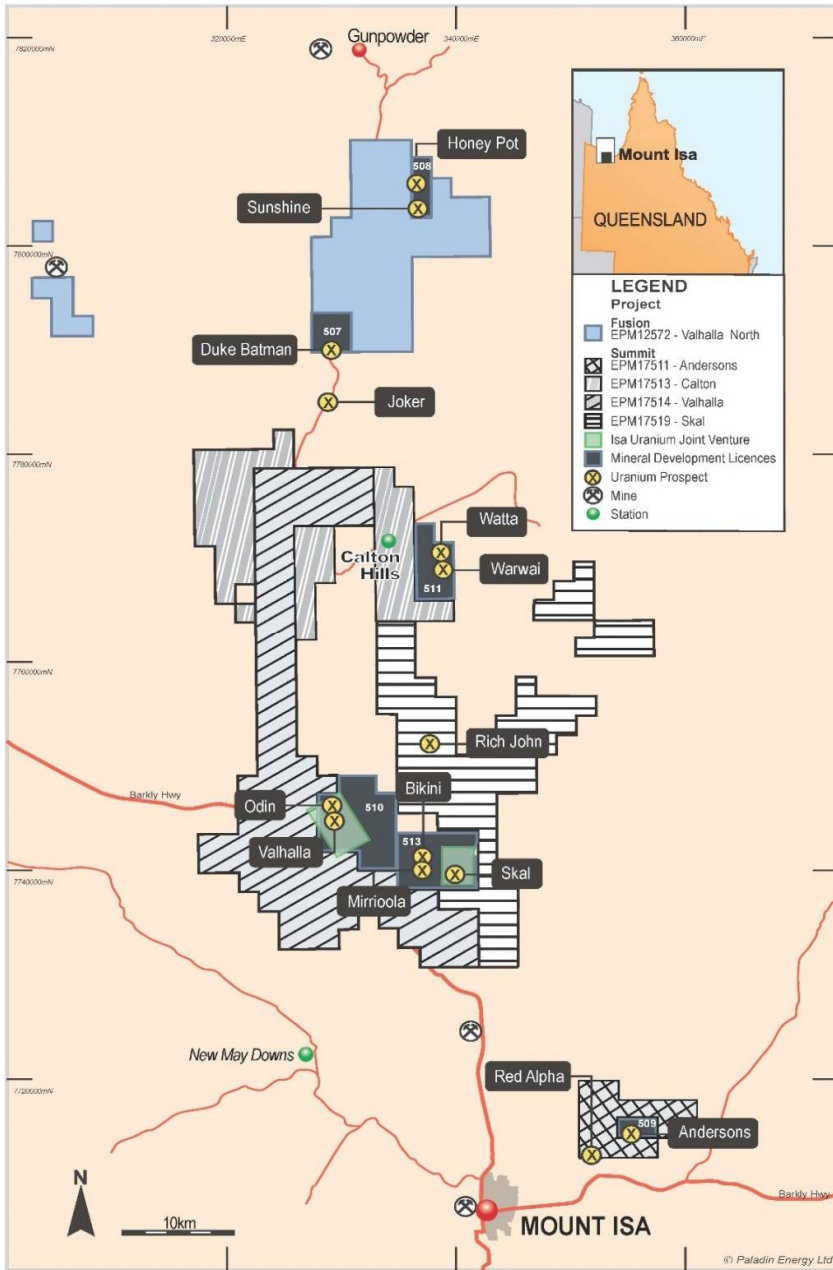 320000mE
340000mE
360000mE
7820000mN
Gunpowder
Honey Pot
508
Sunshine
7800000mN
507
Duke Batman
Joker
7780000mN
Mount Isa
QUEENSLAND
LEGEND
Project
Fusion
EPM12572 - Valhalla North
Summit
EPM17511 - Andersons
EPM17513 - Calton
EPM17514 - Valhalla
EPM17519 - Skal
Isa Uranium Joint Venture
Mineral Development Licences
Uranium Prospect
Mine
Station
Watta
Calton
Hills
Warwai
511
7760000mN
Rich John
Barkly Hwy
Bikini
Odin
510
Valhalla
513
Skal
7740000mN
Mirrioola
New May Downs
Red Alpha
7720000mN
509
Andersons
N
10km
Barkly Hwy
MOUNT ISA
© Paladin Energy Ltd